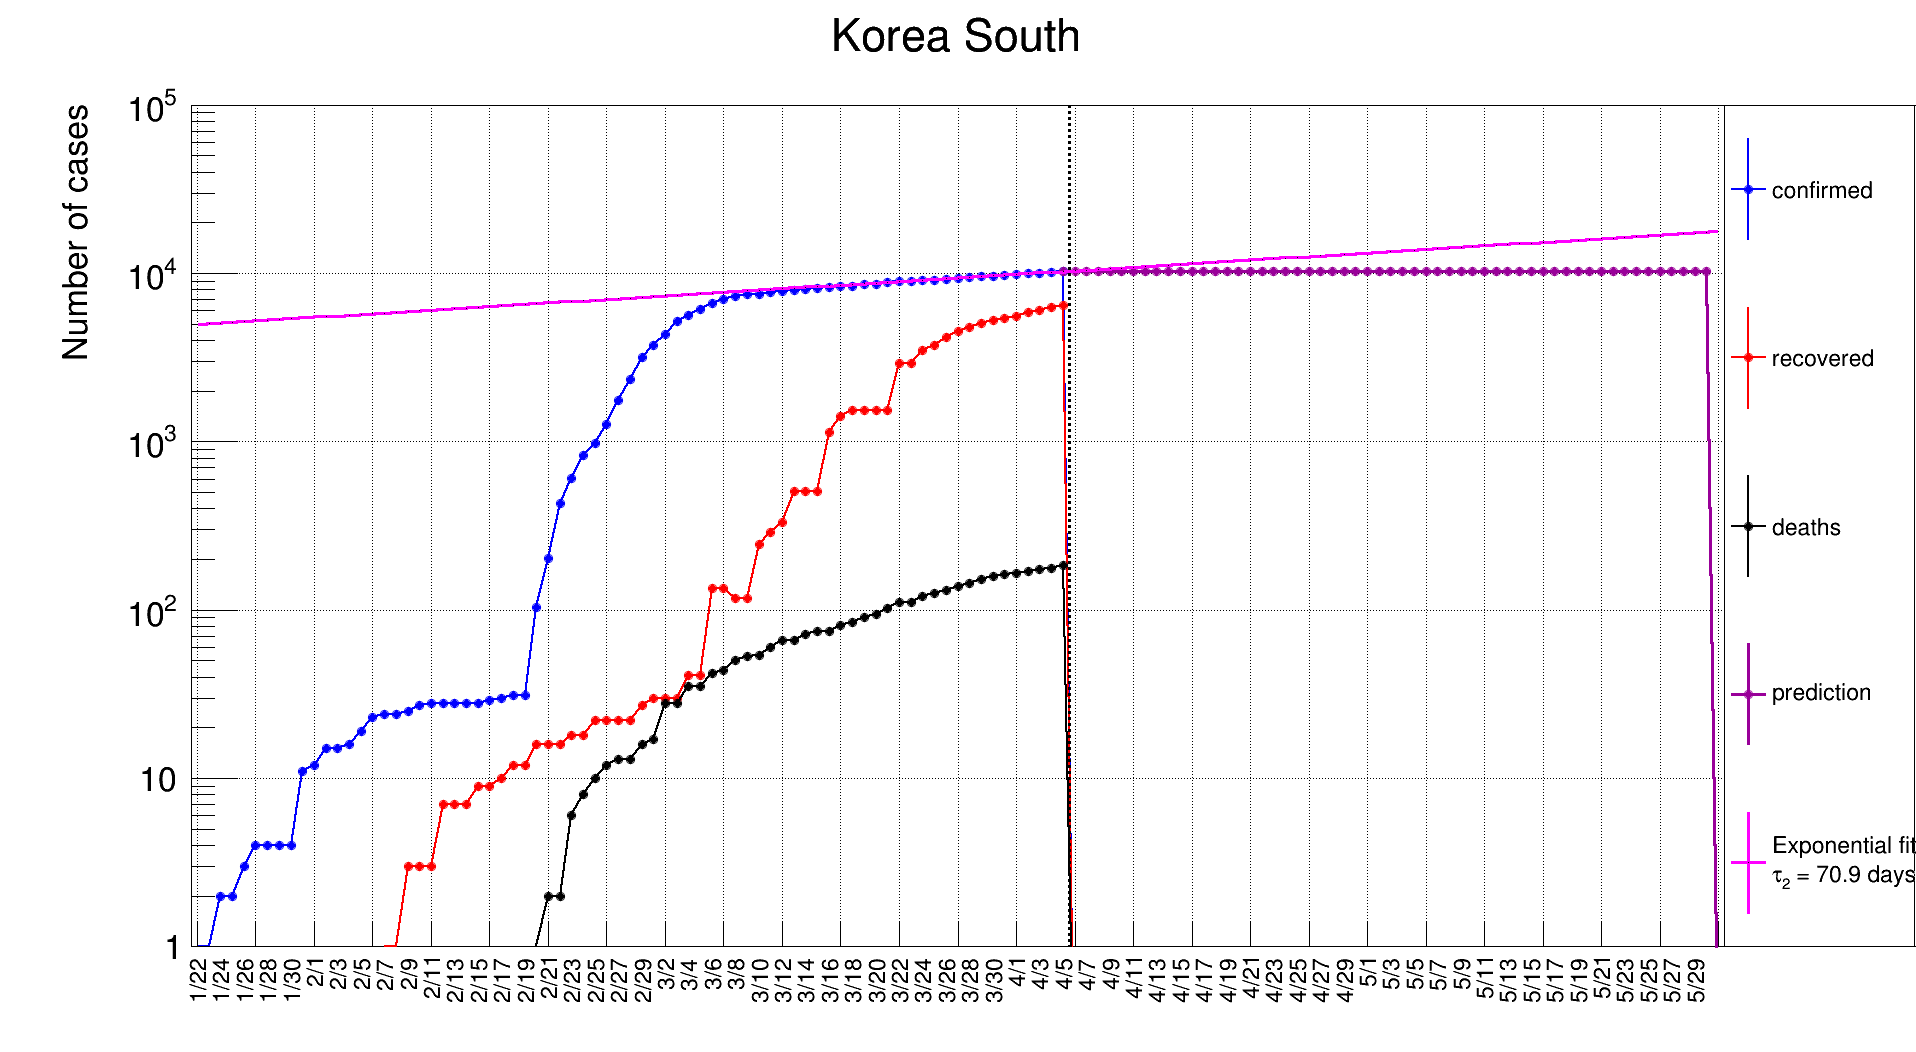 Korea South
Number of cases
10^5
10^4
10^3
10^2
10
1
1/22 1/24 1/26 1/28 1/30 2/1 2/3 2/5 2/7 2/9 2/11 2/13 2/15 2/17 2/19 2/21 2/23 2/25 2/27 2/29 3/2 3/4 3/6 3/8 3/10 3/12 3/14 3/16 3/18 3/20 3/22 3/24 3/26 3/28 3/30 4/1 4/3 4/5 4/7 4/9 4/11 4/13 4/15 4/17 4/19 4/21 4/23 4/25 4/27 4/29 5/1 5/3 5/5 5/7 5/9 5/11 5/13 5/15 5/17 5/19 5/21 5/23 5/25 5/27 5/29
confirmed
recovered
deaths
prediction
Exponential fit
τ₂ = 70.9 days